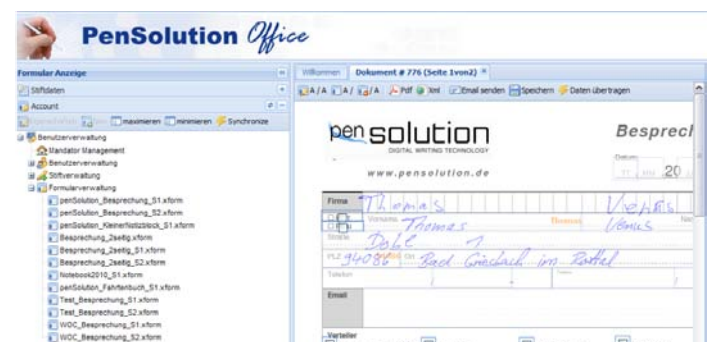 PenSolution Office
Formular Anzeige
Stiftdaten
Account
maximieren minimieren Synchronize
Benutzerverwaltung
Mandator Management
Benutzerverwaltung
Stiftverwaltung
Formularverwaltung
penSolution_Besprechung_S1.xform
penSolution_Besprechung_S2.xform
penSolution_KleinerNotizblock_S1.xform
Besprechung_2seitig.xform
Besprechung_2seitig_S1.xform
Besprechung_2seitig_S2.xform
Notebook2010_S1.xform
penSolution_Fahrtenbuch_S1.xform
Test_Besprechung_S1.xform
Test_Besprechung_S2.xform
WOC_Besprechung_S1.xform
WOC_Besprechung_S2.xform
Willkommen Dokument # 776 (Seite 1von2)
A/A A/ /A Pdf Xml Email senden Speichern Daten übertragen
pen solution Besprech
DIGITAL WRITING TECHNOLOGY
Datum
www.pensolution.de TT MM 20
Firma Thomas
Vorname Thomas Thomas Venus
Straße
PLZ 94086 Ort Bad Griesbach im Rottal
Telefon
Email
Verteiler